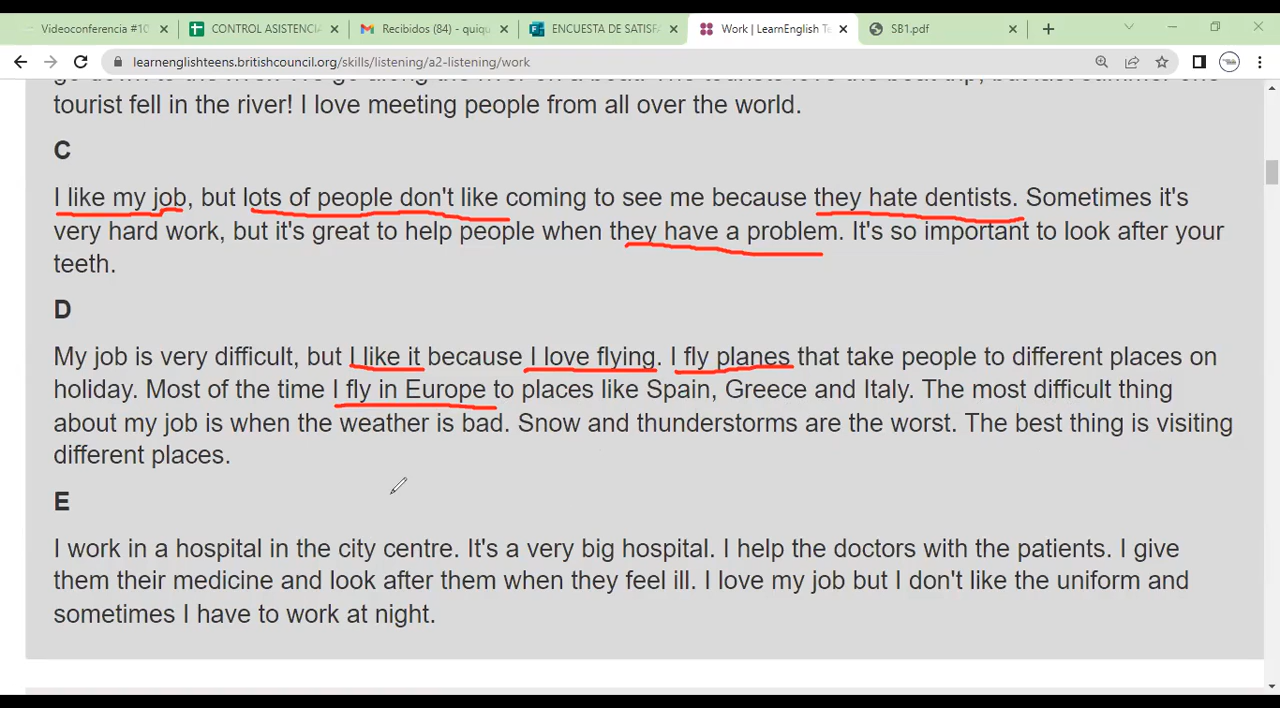 Videoconferencia #10
CONTROL ASISTENCIA
Recibidos (84) - quiqu
ENCUESTA DE SATISFA
Work | LearnEnglish Te
SB1.pdf
learnenglishteens.britishcouncil.org/skills/listening/a2-listening/work
tourist fell in the river! I love meeting people from all over the world.
C
I like my job, but lots of people don't like coming to see me because they hate dentists. Sometimes it's
very hard work, but it's great to help people when they have a problem. It's so important to look after your
teeth.
D
My job is very difficult, but I like it because I love flying. I fly planes that take people to different places on
holiday. Most of the time I fly in Europe to places like Spain, Greece and Italy. The most difficult thing
about my job is when the weather is bad. Snow and thunderstorms are the worst. The best thing is visiting
different places.
E
I work in a hospital in the city centre. It's a very big hospital. I help the doctors with the patients. I give
them their medicine and look after them when they feel ill. I love my job but I don't like the uniform and
sometimes I have to work at night.